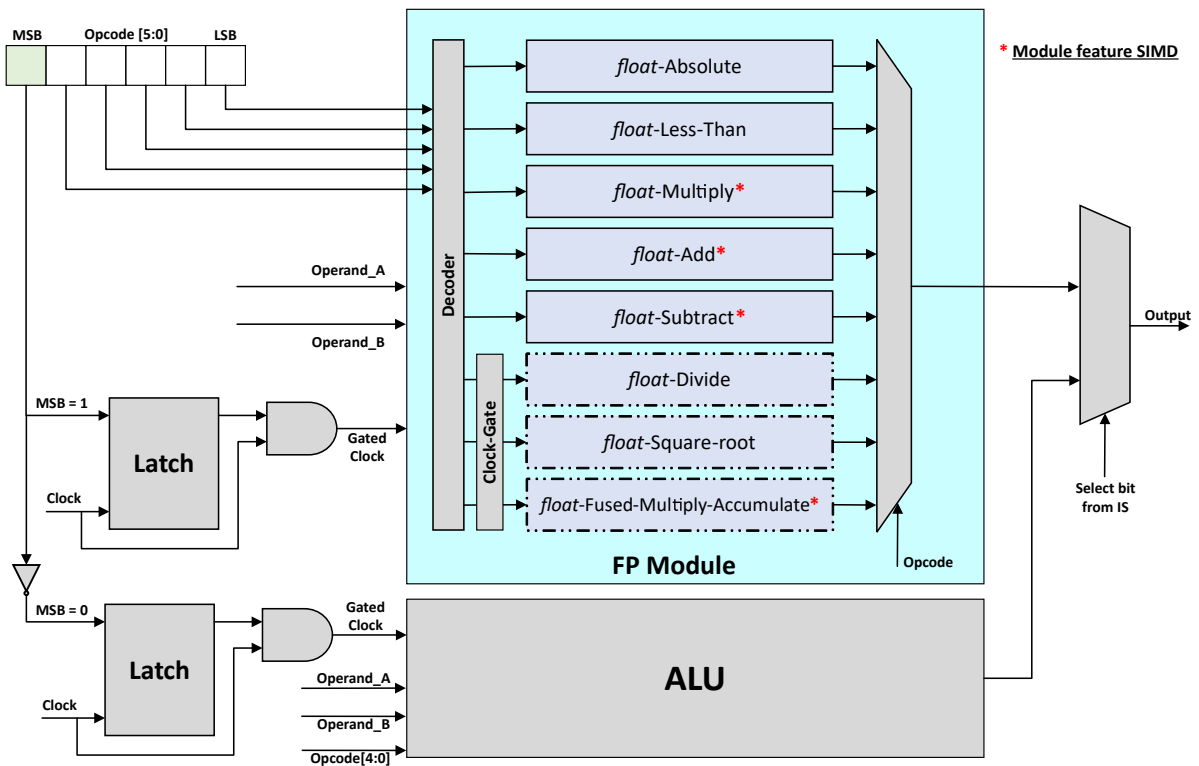 MSB Opcode [5:0] LSB
* Module feature SIMD
float-Absolute
float-Less-Than
float-Multiply*
float-Add*
float-Subtract*
float-Divide
float-Square-root
float-Fused-Multiply-Accumulate*
Decoder
Clock-Gate
Operand_A
Operand_B
MSB = 1
Latch
Clock
Gated
Clock
FP Module
Opcode
Output
Select bit
from IS
MSB = 0
Latch
Clock
Gated
Clock
ALU
Operand_A
Operand_B
Opcode[4:0]